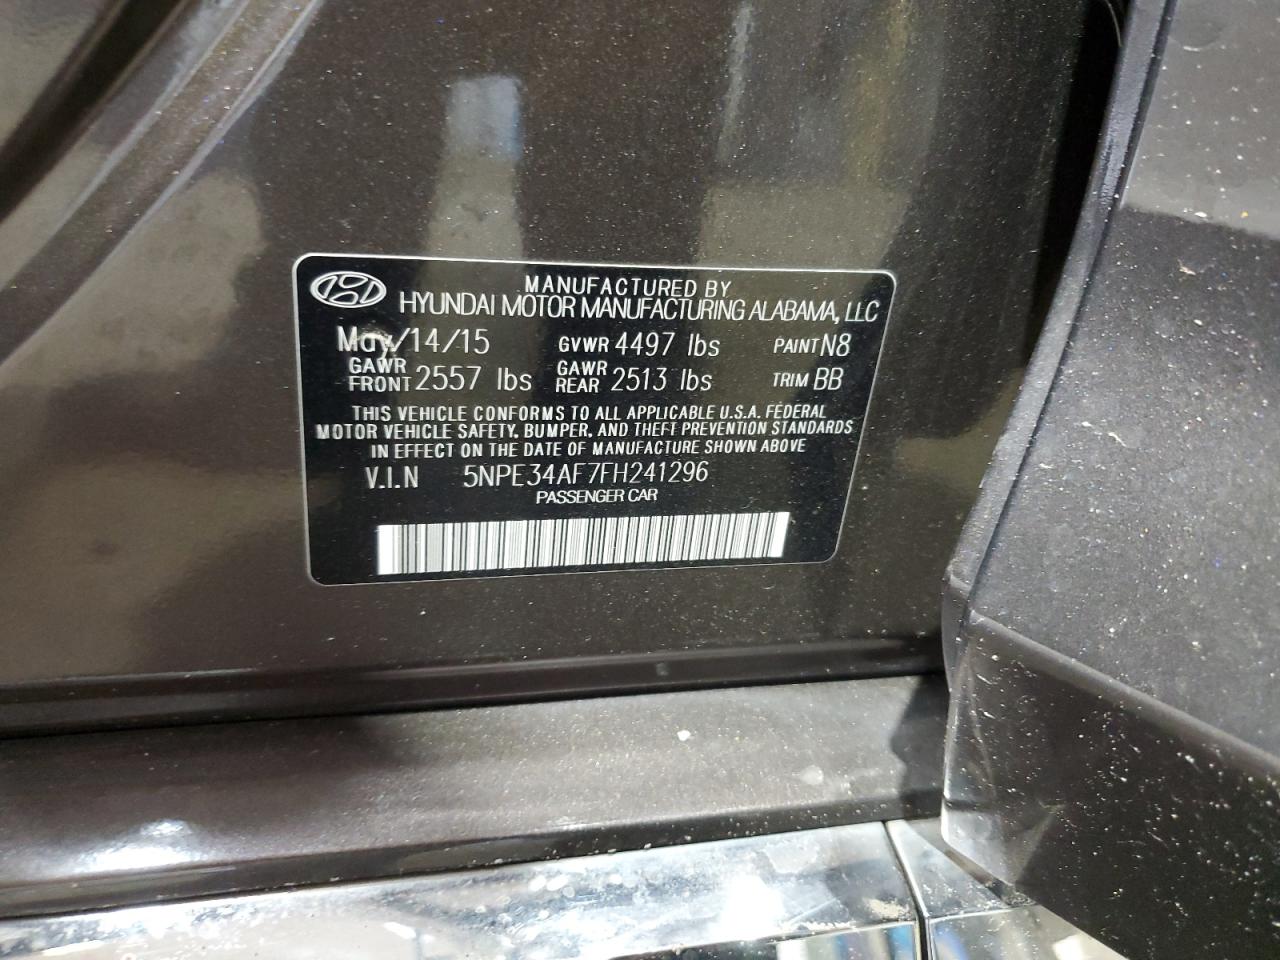 MANUFACTURED BY
HYUNDAI MOTOR MANUFACTURING ALABAMA, LLC
May/14/15 GVWR 4497 lbs PAINT N8
GAWR FRONT 2557 lbs GAWR REAR 2513 lbs TRIM BB
THIS VEHICLE CONFORMS TO ALL APPLICABLE U.S.A. FEDERAL
MOTOR VEHICLE SAFETY, BUMPER, AND THEFT PREVENTION STANDARDS
IN EFFECT ON THE DATE OF MANUFACTURE SHOWN ABOVE
V.I.N 5NPE34AF7FH241296
PASSENGER CAR